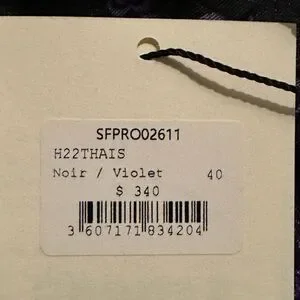 SFPRO02611
H22THAIS
Noir / Violet 40
$ 340
3 607171 834204